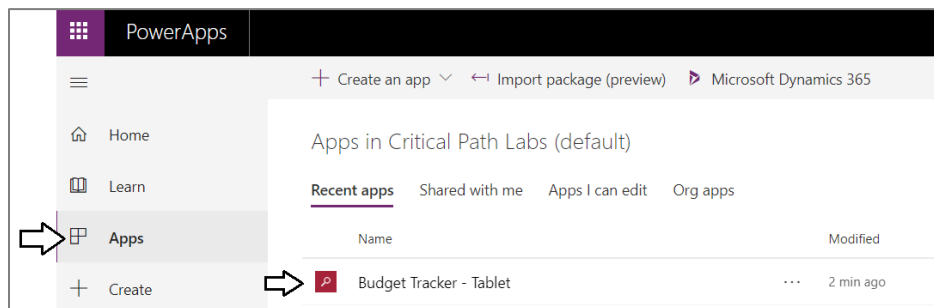 PowerApps
Create an app Import package (preview) Microsoft Dynamics 365
Home
Learn
Apps
Create
Apps in Critical Path Labs (default)
Recent apps Shared with me Apps I can edit Org apps
Name Modified
Budget Tracker - Tablet ... 2 min ago